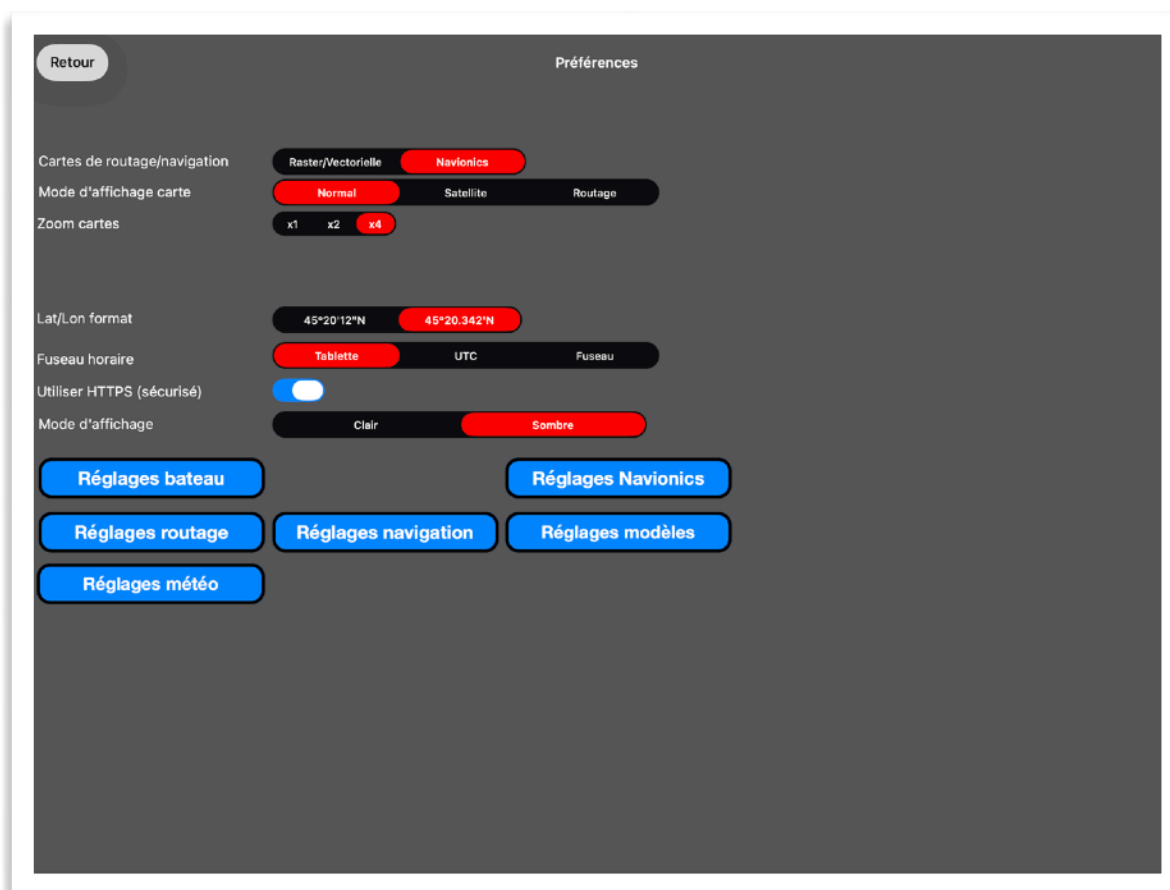 Retour
Préférences
Cartes de routage/navigation Raster/Vectorielle Navionics
Mode d'affichage carte Normal Satellite Routage
Zoom cartes x1 x2 x4
Lat/Lon format 45°20'12"N 45°20.342'N
Fuseau horaire Tablette UTC Fuseau
Utiliser HTTPS (sécurisé)
Mode d'affichage Clair Sombre
Réglages bateau Réglages Navionics
Réglages routage Réglages navigation Réglages modèles
Réglages météo